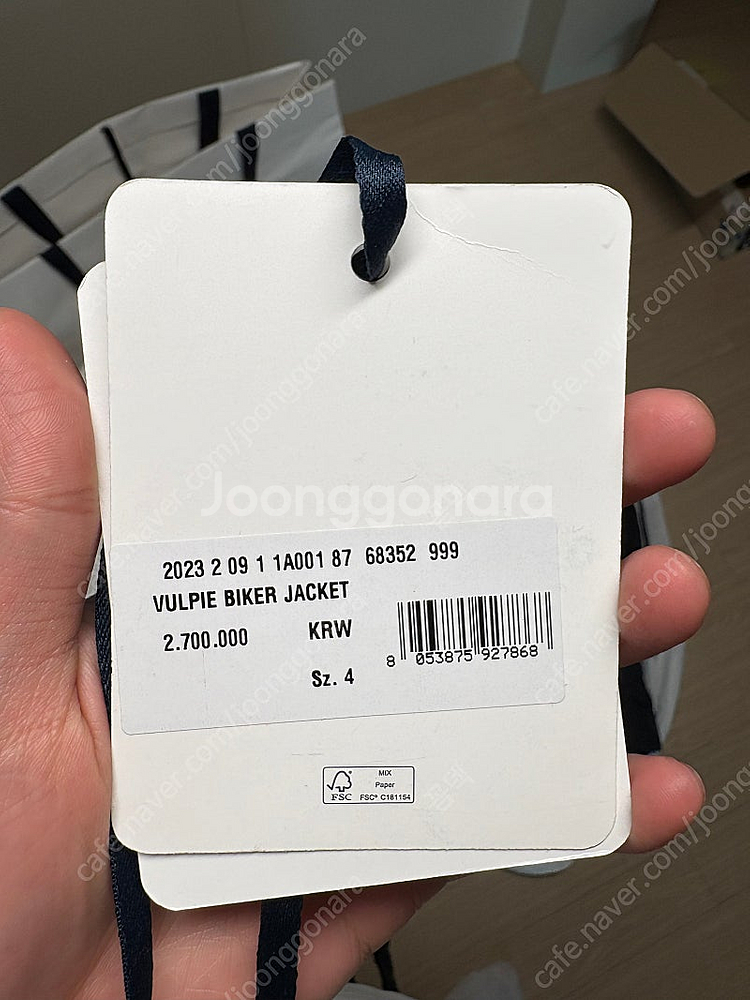 Joonggonara
2023 2 09 1 1A001 87 68352 999
VULPIE BIKER JACKET
2.700.000 KRW
Sz. 4
8 053875 927868
FSC
MIX
Paper
FSC® C181154
cafe.naver.com/joonggonara